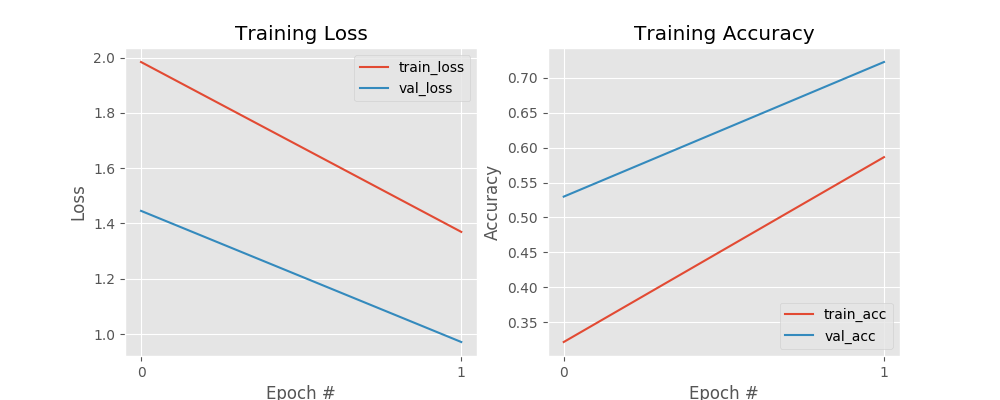 Training Loss
2.0
1.8
1.6
1.4
1.2
1.0
Loss
train_loss
val_loss
0
1
Epoch #
Training Accuracy
0.70
0.65
0.60
0.55
0.50
0.45
0.40
0.35
Accuracy
train_acc
val_acc
0
1
Epoch #